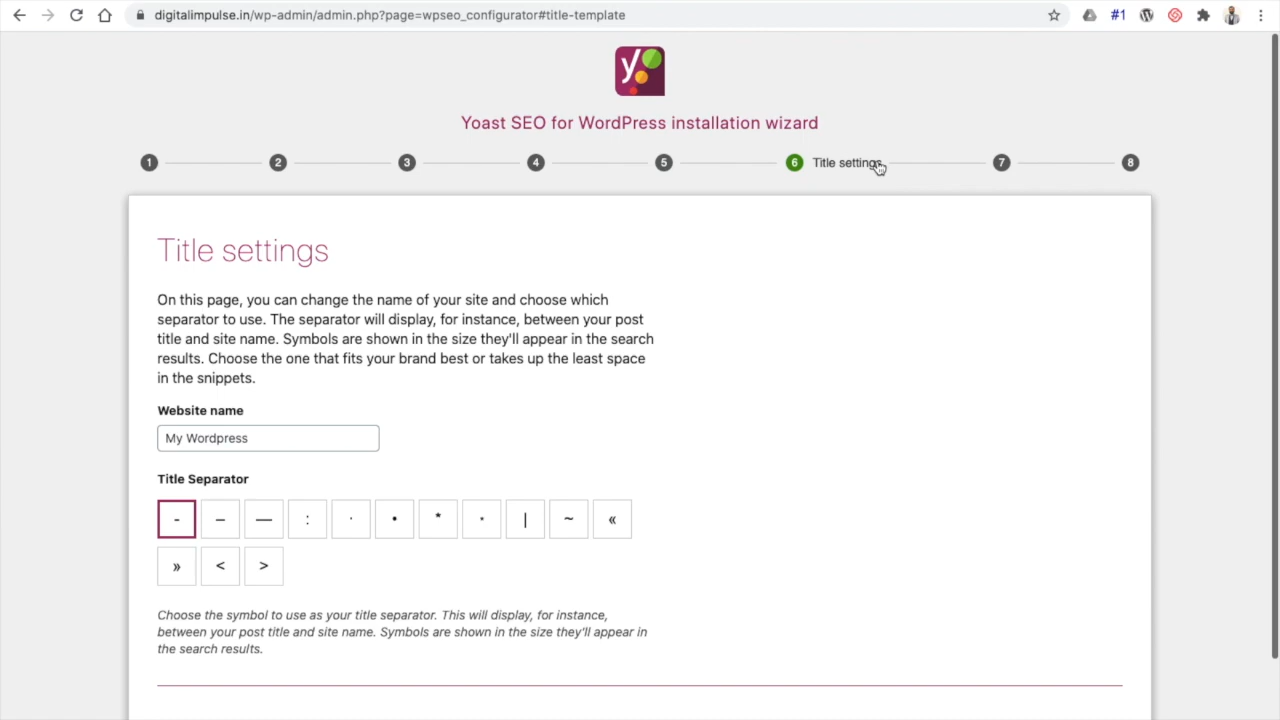 digitalimpulse.in/wp-admin/admin.php?page=wpseo_configurator#title-template
#1
Yoast SEO for WordPress installation wizard
1 2 3 4 5 6 Title settings 7 8
Title settings
On this page, you can change the name of your site and choose which
separator to use. The separator will display, for instance, between your post
title and site name. Symbols are shown in the size they'll appear in the search
results. Choose the one that fits your brand best or takes up the least space
in the snippets.
Website name
My Wordpress
Title Separator
- – — : · • * ⋆ | ~ «
» < >
Choose the symbol to use as your title separator. This will display, for instance,
between your post title and site name. Symbols are shown in the size they'll appear in
the search results.